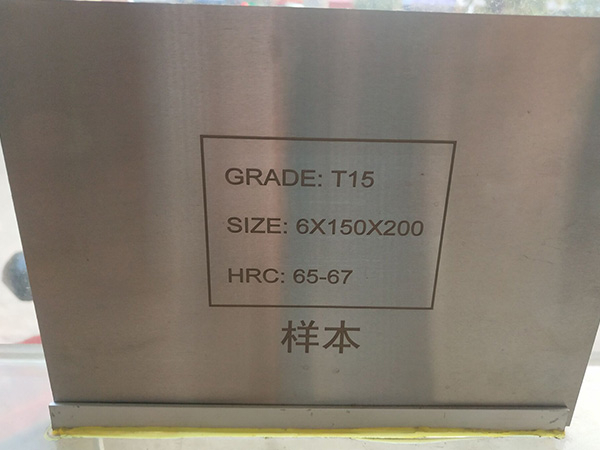 GRADE: T15
SIZE: 6X150X200
HRC: 65-67
样本